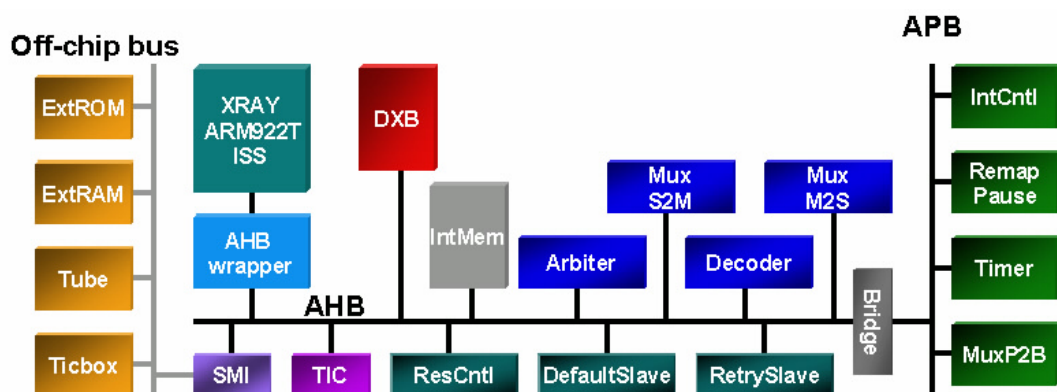 Off-chip bus
APB
ExtROM
XRAY
ARM922T
ISS
DXB
IntCntl
ExtRAM
AHB
wrapper
IntMem
Mux
S2M
Mux
M2S
Remap
Pause
Tube
Arbiter
Decoder
Bridge
Timer
AHB
Ticbox
SMI
TIC
ResCntl
DefaultSlave
RetrySlave
MuxP2B